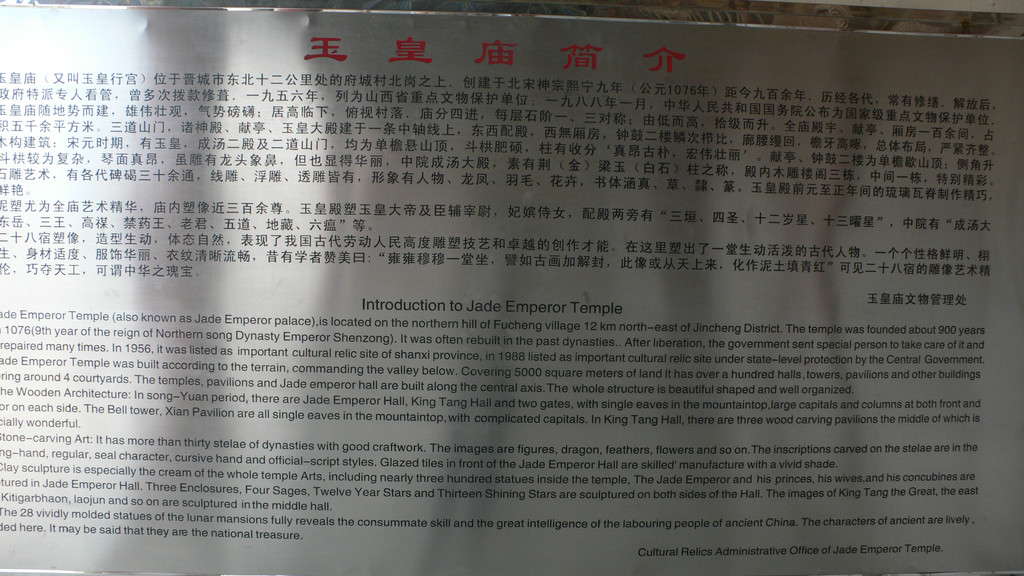 玉皇庙简介
玉皇庙（又叫玉皇行宫）位于晋城市东北十二公里处的府城村北岗之上，创建于北宋神宗熙宁九年（公元1076年）距今九百余年，历经各代，常有修缮．解放后，
政府特派专人看管，曾多次拨款修葺．一九五六年，列为山西省重点文物保护单位；一九八八年一月，中华人民共和国国务院公布为国家级重点文物保护单位．
玉皇庙随地势而建，雄伟壮观，气势磅礴；居高临下，俯视村落．庙分四进，每层石阶一、三对称；由低而高，拾级而升。全庙殿宇、献亭、厢房一百余间，占
积五千余平方米。三道山门，诸神殿、献亭、玉皇大殿建于一条中轴线上，东西配殿，西無厢房，钟鼓二楼鳞次栉比，廊腰缦回，檐牙高啄，总体布局，严紧齐整、
木构建筑：宋元时期，有玉皇、成汤二殿及二道山门，均为单檐悬山顶，斗栱肥硕，柱有收分‘真昂古朴，宏伟壮丽’。献亭、钟鼓二楼为单檐歇山顶；侧角升
斗栱较为复杂，琴面真昂，虽雕有龙头象鼻，但也显得华丽，中院成汤大殿，素有荆（金）梁玉（白石）柱之称，殿内木雕楼阁三栋，中间一栋，特别精彩。
石雕艺术，有各代碑碣三十余通，线雕、浮雕、透雕皆有，形象有人物、龙凤、羽毛、花卉，书体涵真、草、隸、篆。玉皇殿前元至正年间的琉璃瓦脊制作精巧，
鲜艳。
泥塑尤为全庙艺术精华，庙内塑像近三百余尊。玉皇殿塑玉皇大帝及臣辅宰尉，妃嫔侍女，配殿两旁有“三垣、四圣、十二岁星、十三曜星”，中院有“成汤大
东岳、三王、高禖、禁药王、老君、五道、地藏、六瘟”等。
二十八宿塑像，造型生动，体态自然，表现了我国古代劳动人民高度雕塑技艺和卓越的创作才能。在这里塑出了一堂生动活泼的古代人物。一个个性格鲜明、栩
生、身材适度、服饰华丽、衣纹清晰流畅，昔有学者赞美曰：“雍雍穆穆一堂坐，譬如古画加解封，此像或从天上来，化作泥土填青红”可见二十八宿的雕像艺术精
伦，巧夺天工，可谓中华之瑰宝。
玉皇庙文物管理处
Introduction to Jade Emperor Temple
ade Emperor Temple (also known as Jade Emperor palace),is located on the northern hill of Fucheng village 12 km north-east of Jincheng District. The temple was founded about 900 years
1076(9th year of the reign of Northern song Dynasty Emperor Shenzong). It was often rebuilt in the past dynasties.. After liberation, the government sent special person to take care of it and
repaired many times. In 1956, it was listed as important cultural relic site of shanxi province, in 1988 listed as important cultural relic site under state-level protection by the Central Government.
ade Emperor Temple was built according to the terrain, commanding the valley below. Covering 5000 square meters of land it has over a hundred halls,towers, pavilions and other buildings
ring around 4 courtyards. The temples, pavilions and Jade emperor hall are built along the central axis. The whole structure is beautiful shaped and well organized.
he Wooden Architecture: In song-Yuan period, there are Jade Emperor Hall, King Tang Hall and two gates, with single eaves in the mountaintop,large capitals and columns at both front and
or on each side. The Bell tower, Xian Pavilion are all single eaves in the mountaintop,with complicated capitals. In King Tang Hall, there are three wood carving pavilions the middle of which is
cially wonderful.
Stone-carving Art: It has more than thirty stelae of dynasties with good craftwork. The images are figures, dragon, feathers, flowers and so on.The inscriptions carved on the stelae are in the
ng-hand, regular, seal character, cursive hand and official-script styles. Glazed tiles in front of the Jade Emperor Hall are skilled' manufacture with a vivid shade.
Clay sculpture is especially the cream of the whole temple Arts, including nearly three hundred statues inside the temple, The Jade Emperor and his princes, his wives,and his concubines are
tured in Jade Emperor Hall. Three Enclosures, Four Sages, Twelve Year Stars and Thirteen Shining Stars are sculptured on both sides of the Hall. The images of King Tang the Great, the east
Kitigarbhaon, laojun and so on are sculptured in the middle hall.
The 28 vividly molded statues of the lunar mansions fully reveals the consummate skill and the great intelligence of the labouring people of ancient China. The characters of ancient are lively ,
ded here. It may be said that they are the national treasure.
Cultural Relics Administrative Office of Jade Emperor Temple.